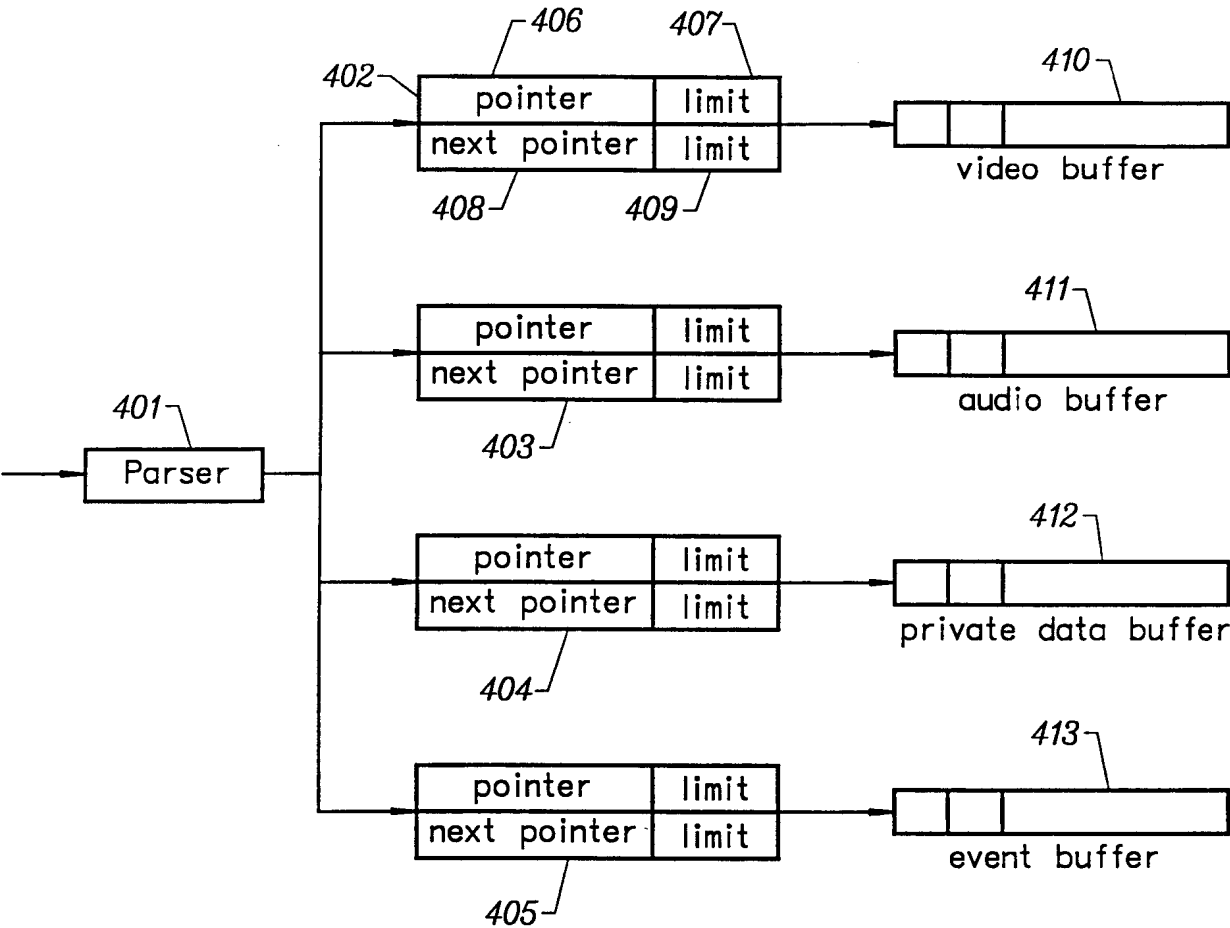 406
407
402
410
pointer limit
next pointer limit
video buffer
408
409
411
pointer limit
next pointer limit
audio buffer
401
403
Parser
412
pointer limit
next pointer limit
private data buffer
404
413
pointer limit
next pointer limit
event buffer
405